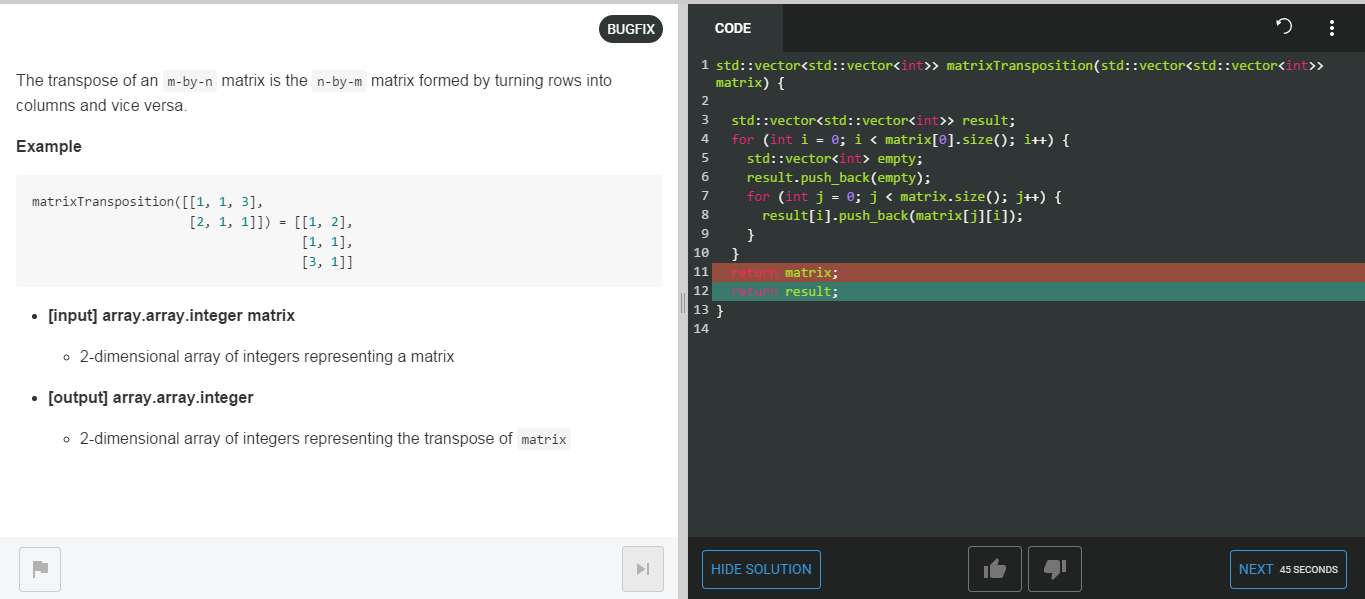 BUGFIX
The transpose of an m-by-n matrix is the n-by-m matrix formed by turning rows into
columns and vice versa.
Example
matrixTransposition([[1, 1, 3],
[2, 1, 1]]) = [[1, 2],
[1, 1],
[3, 1]]
• [input] array.array.integer matrix
◦ 2-dimensional array of integers representing a matrix
• [output] array.array.integer
◦ 2-dimensional array of integers representing the transpose of matrix
CODE
1 std::vector<std::vector<int>> matrixTransposition(std::vector<std::vector<int>>
matrix) {
2
3 std::vector<std::vector<int>> result;
4 for (int i = 0; i < matrix[0].size(); i++) {
5 std::vector<int> empty;
6 result.push_back(empty);
7 for (int j = 0; j < matrix.size(); j++) {
8 result[i].push_back(matrix[j][i]);
9 }
10 }
11 return matrix;
12 return result;
13 }
14
HIDE SOLUTION
NEXT 45 SECONDS